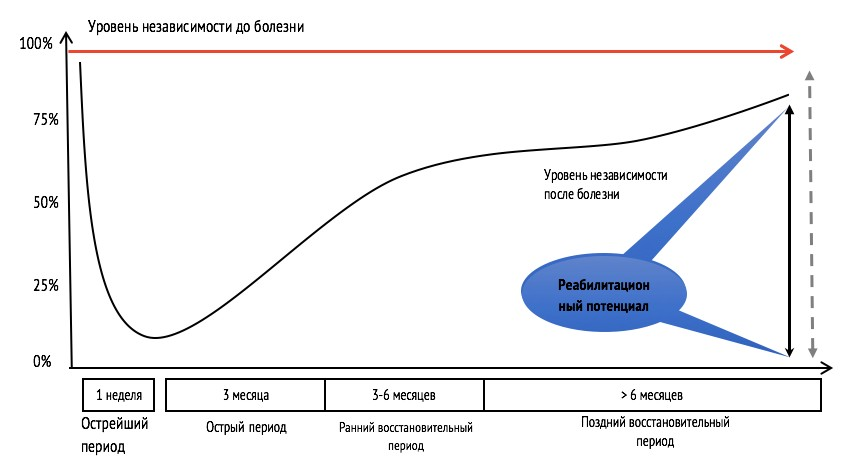 Уровень независимости до болезни
100%
75%
50%
25%
0%
Уровень независимости
после болезни
Реабилитацион
ный потенциал
1 неделя
3 месяца
3-6 месяцев
> 6 месяцев
Острейший
период
Острый период
Ранний восстановительный
период
Поздний восстановительный
период